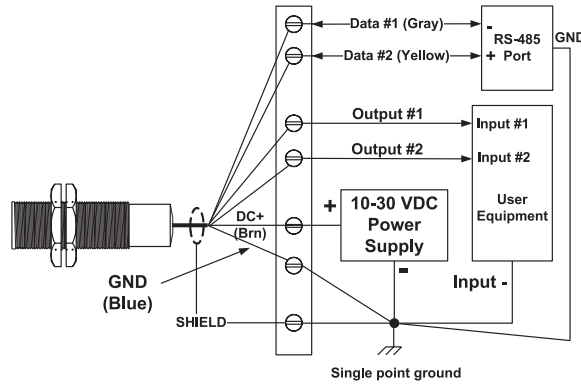 Data #1 (Gray)
-
RS-485
Port
GND
Data #2 (Yellow)
+
Output #1
Input #1
Output #2
Input #2
User
Equipment
DC+
(Brn)
+
10-30 VDC
Power
Supply
-
GND
(Blue)
Input -
SHIELD
Single point ground